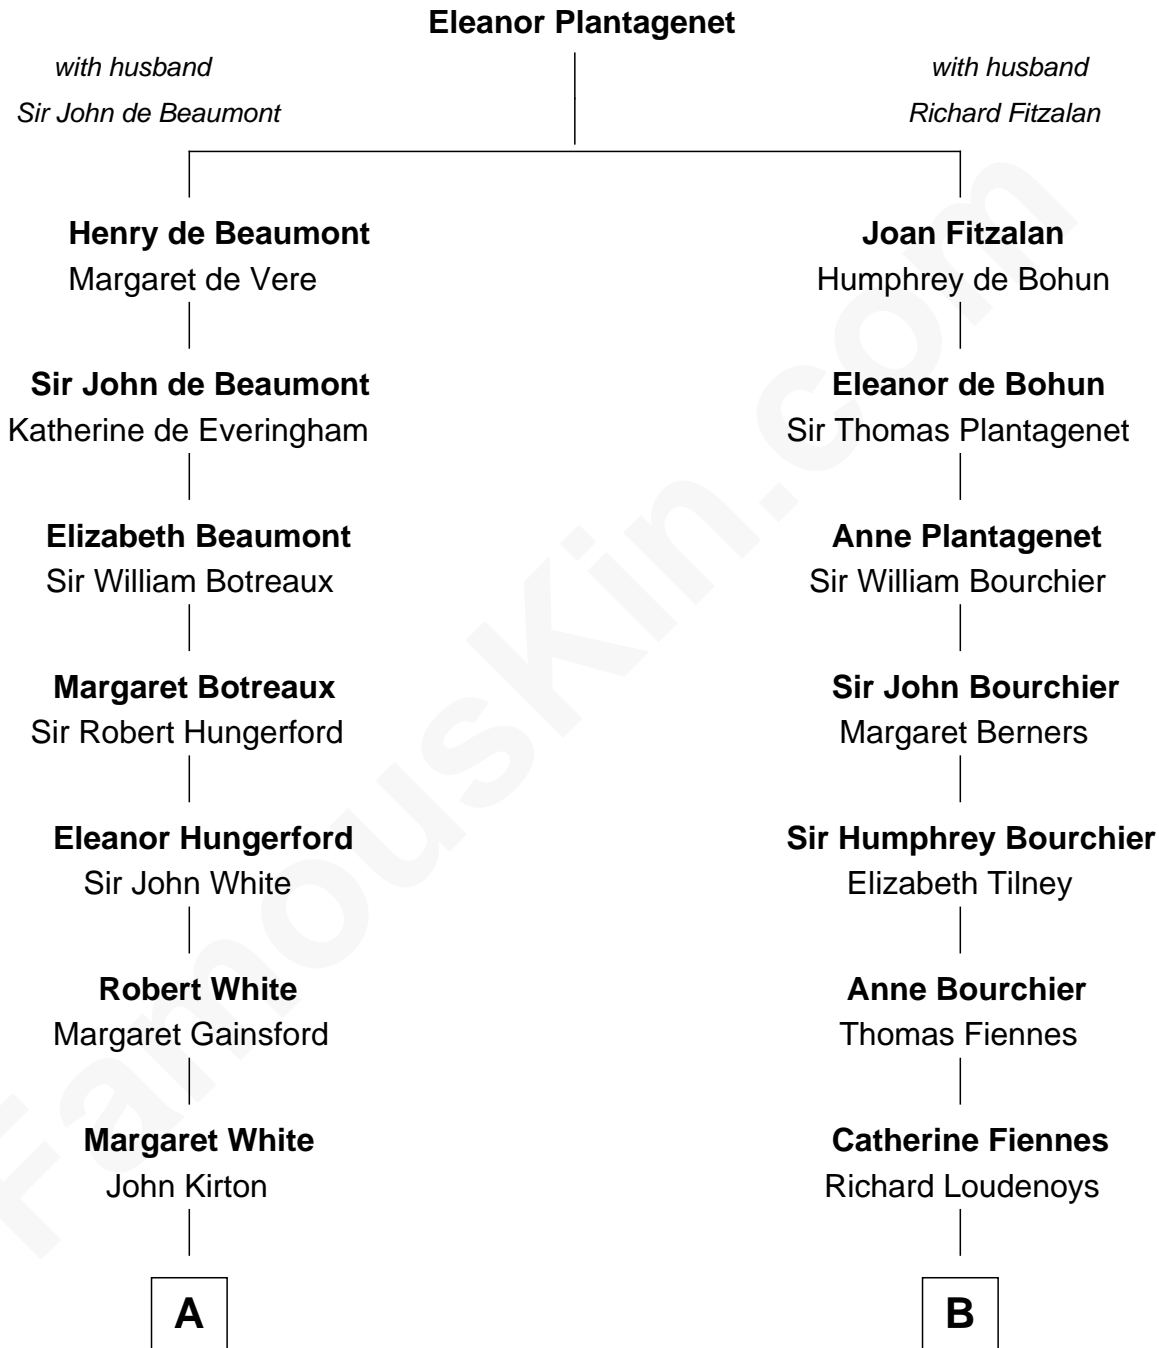 Eleanor Plantagenet
with husband
Sir John de Beaumont
with husband
Richard Fitzalan
Henry de Beaumont
Margaret de Vere
Joan Fitzalan
Humphrey de Bohun
Sir John de Beaumont
Katherine de Everingham
Eleanor de Bohun
Sir Thomas Plantagenet
Elizabeth Beaumont
Sir William Botreaux
Anne Plantagenet
Sir William Bourchier
Margaret Botreaux
Sir Robert Hungerford
Sir John Bourchier
Margaret Berners
Eleanor Hungerford
Sir John White
Sir Humphrey Bourchier
Elizabeth Tilney
Robert White
Margaret Gainsford
Anne Bourchier
Thomas Fiennes
Margaret White
John Kirton
Catherine Fiennes
Richard Loudenoys
A
B
FamousKin.com